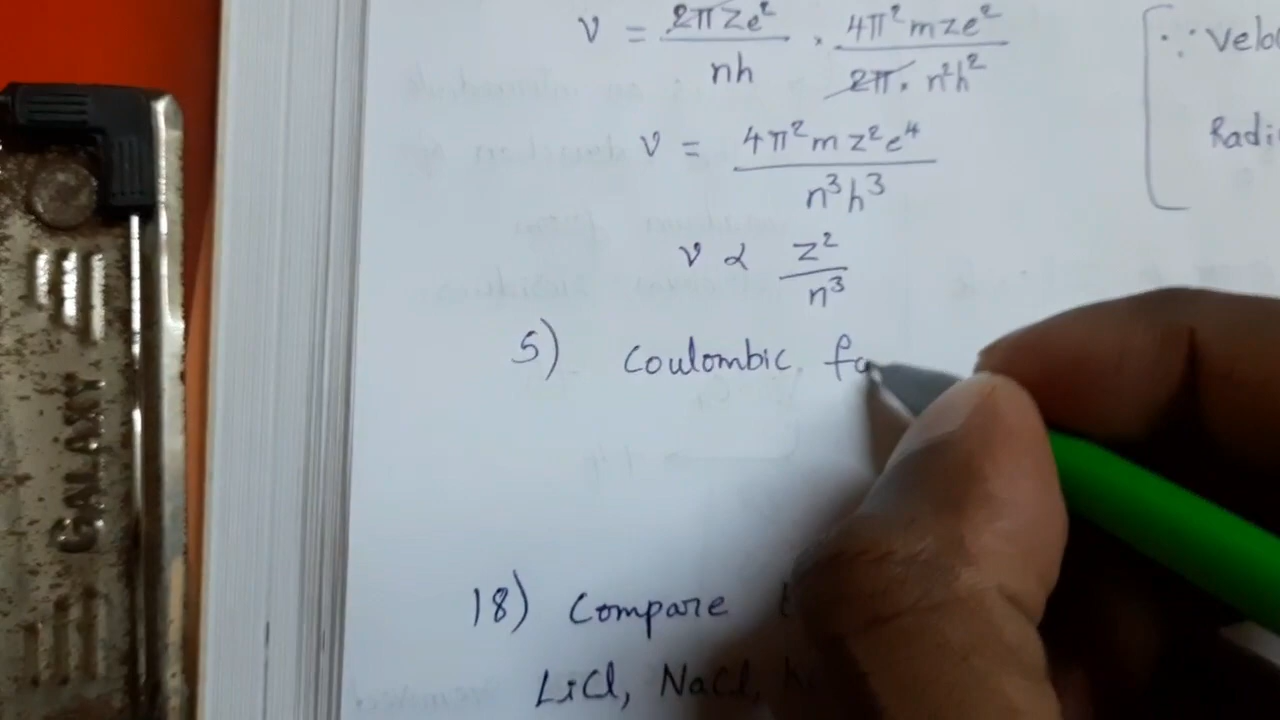 ν = 2πZe² / nh · 4π²mze² / 2π. n²h²
∵ Velo
ν = 4π²mz²e⁴ / n³h³
Radi
ν ∝ z² / n³
5) Coulombic fo
18) Compare
LiCl, NaCl,
GALAXY